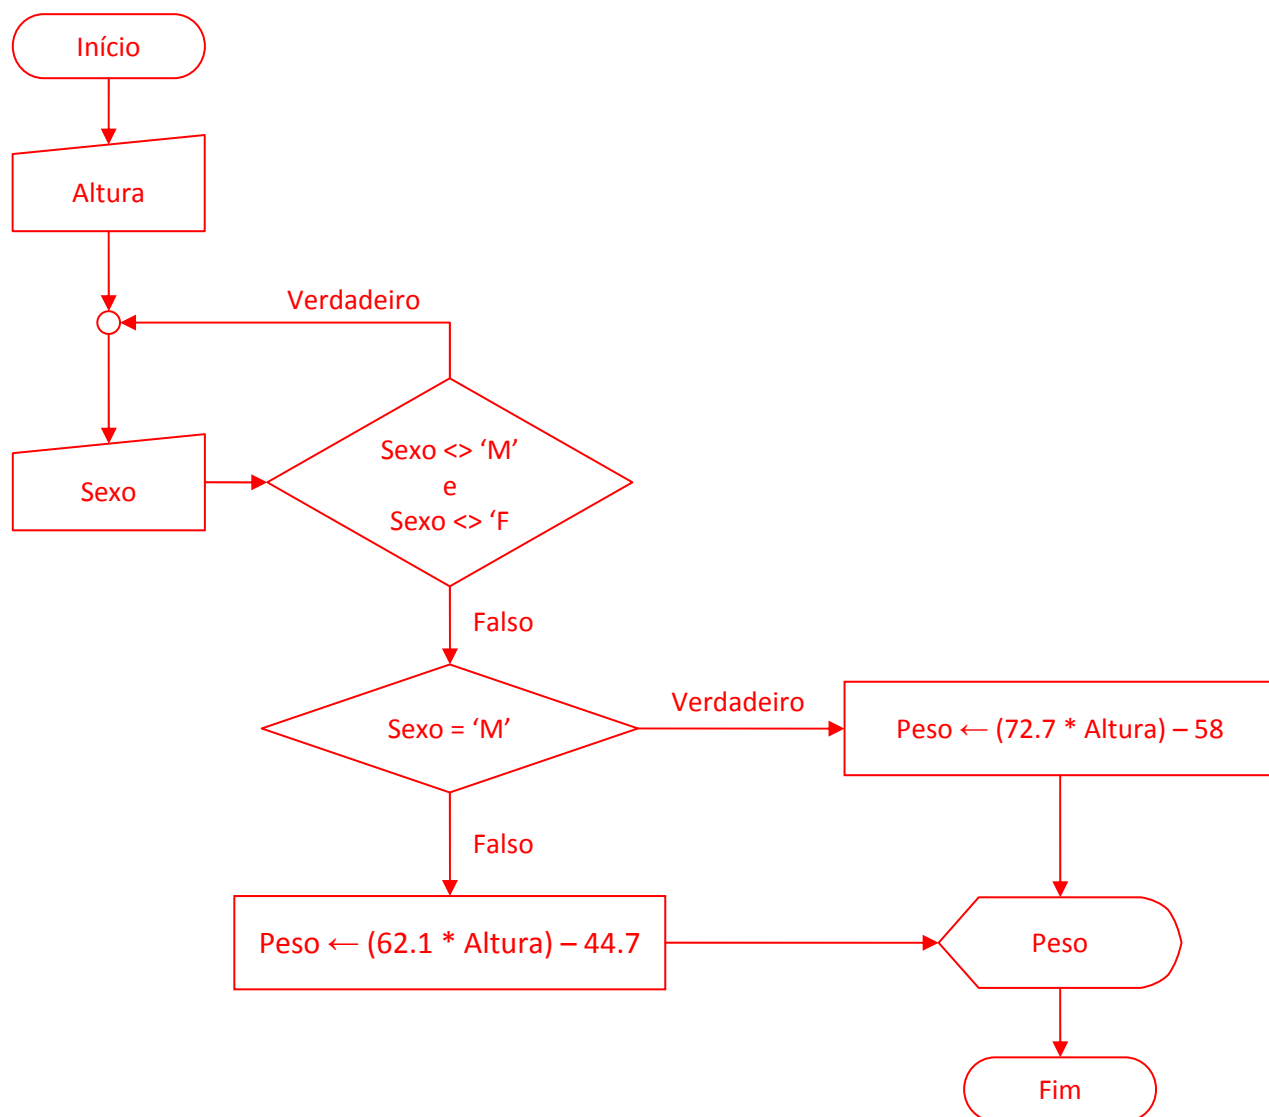 Início
Altura
Verdadeiro
Sexo <> ‘M’
e
Sexo <> ‘F
Sexo
Falso
Sexo = ‘M’
Verdadeiro
Peso ← (72.7 * Altura) – 58
Falso
Peso ← (62.1 * Altura) – 44.7
Peso
Fim